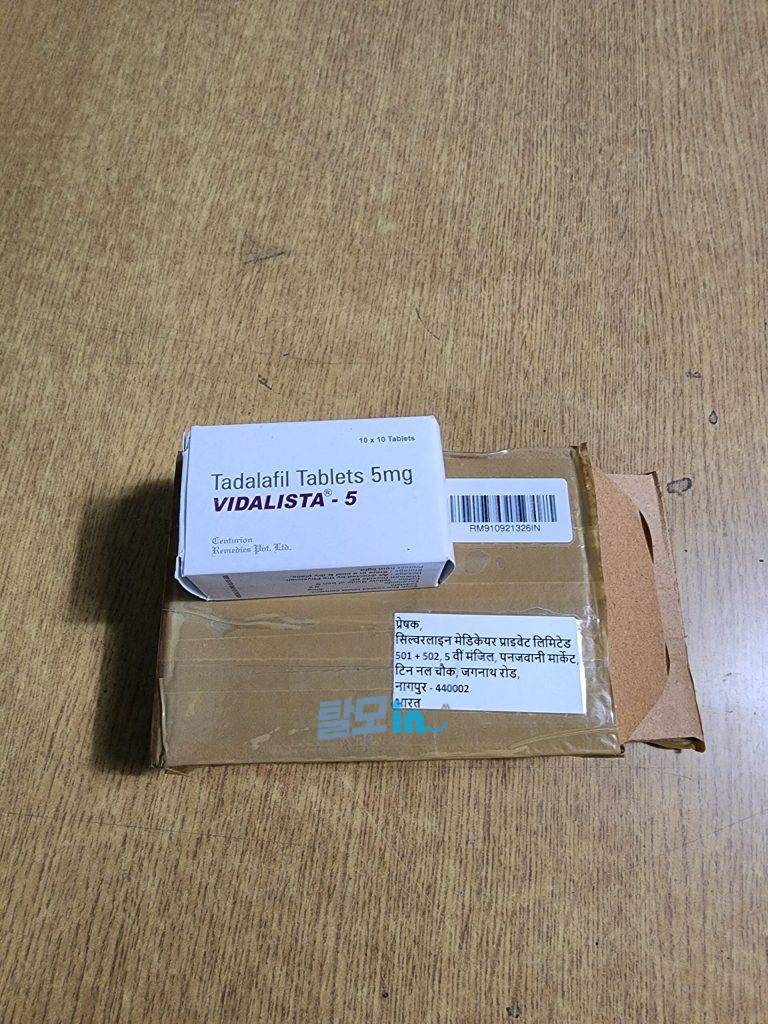 10 x 10 Tablets
Tadalafil Tablets 5mg
VIDALISTA® - 5
Centurion
Remedies Pvt. Ltd.
RM910921326IN
प्रेषक,
सिल्वरलाइन मेडिकेयर प्राइवेट लिमिटेड
501 + 502, 5 वीं मंजिल, पनजवानी मार्केट,
टिन नल चौक, जगनाथ रोड,
नागपुर - 440002
भारत
탈모in